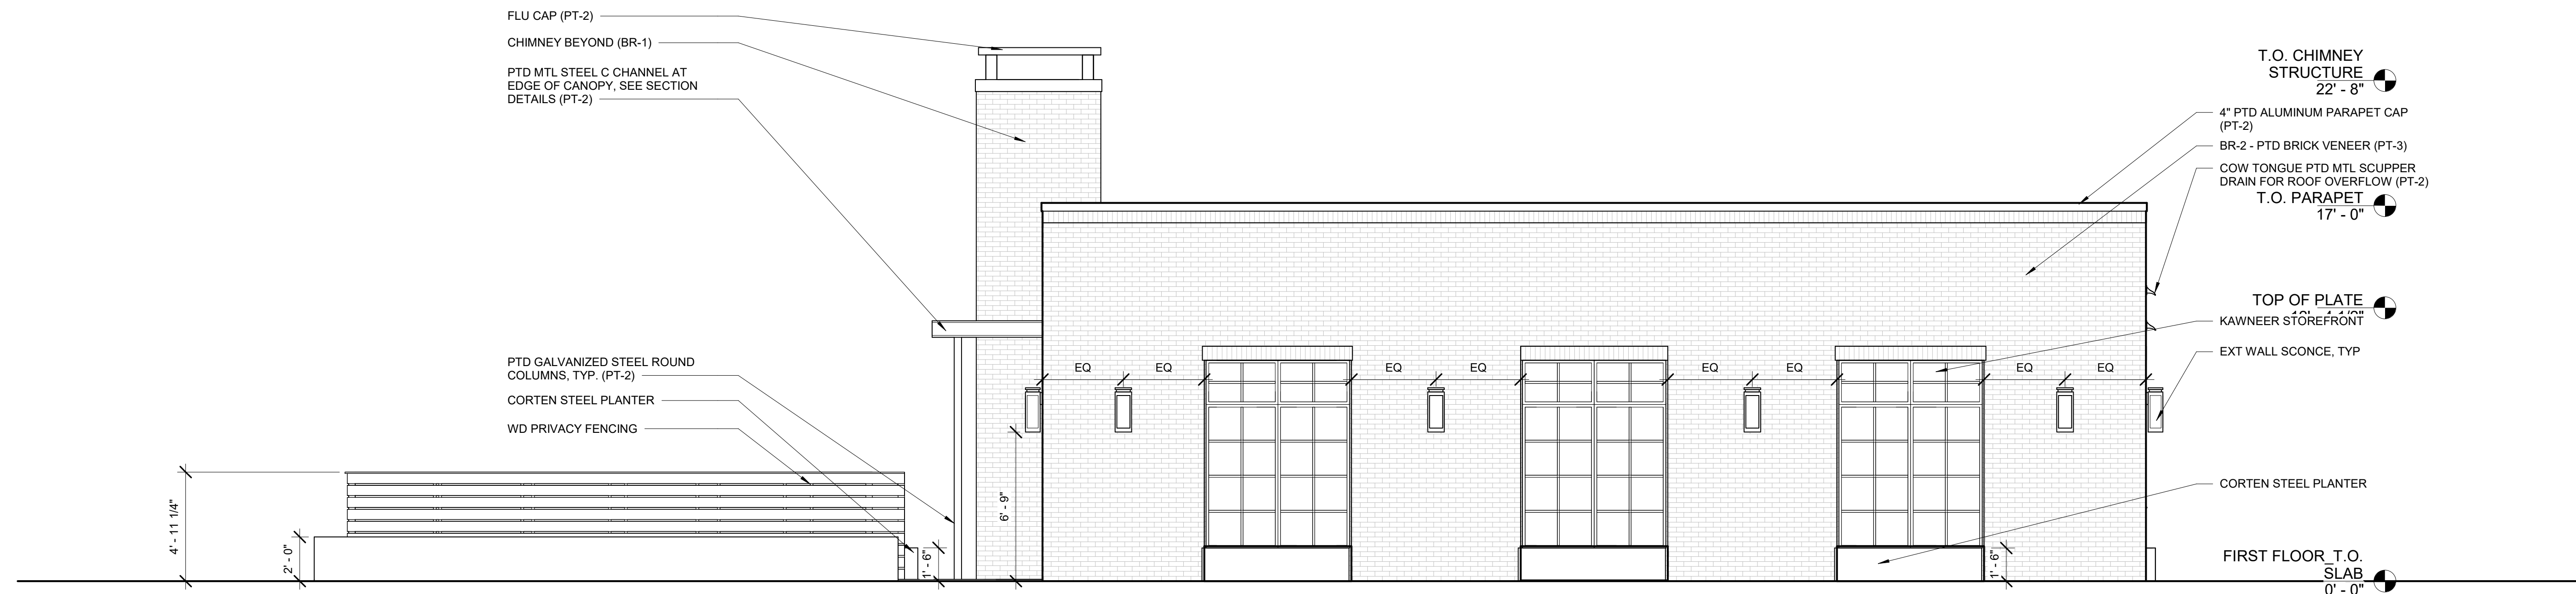 FLU CAP (PT-2)
CHIMNEY BEYOND (BR-1)
PTD MTL STEEL C CHANNEL AT
EDGE OF CANOPY, SEE SECTION
DETAILS (PT-2)
PTD GALVANIZED STEEL ROUND
COLUMNS, TYP. (PT-2)
CORTEN STEEL PLANTER
WD PRIVACY FENCING
4' - 11 1/4"
2' - 0"
1' - 6"
6' - 9"
EQ EQ EQ EQ EQ EQ EQ EQ
1' - 6"
T.O. CHIMNEY
STRUCTURE
22' - 8"
4" PTD ALUMINUM PARAPET CAP
(PT-2)
BR-2 - PTD BRICK VENEER (PT-3)
COW TONGUE PTD MTL SCUPPER
DRAIN FOR ROOF OVERFLOW (PT-2)
T.O. PARAPET
17' - 0"
TOP OF PLATE
KAWNEER STOREFRONT
EXT WALL SCONCE, TYP
CORTEN STEEL PLANTER
FIRST FLOOR_T.O.
SLAB
0' - 0"